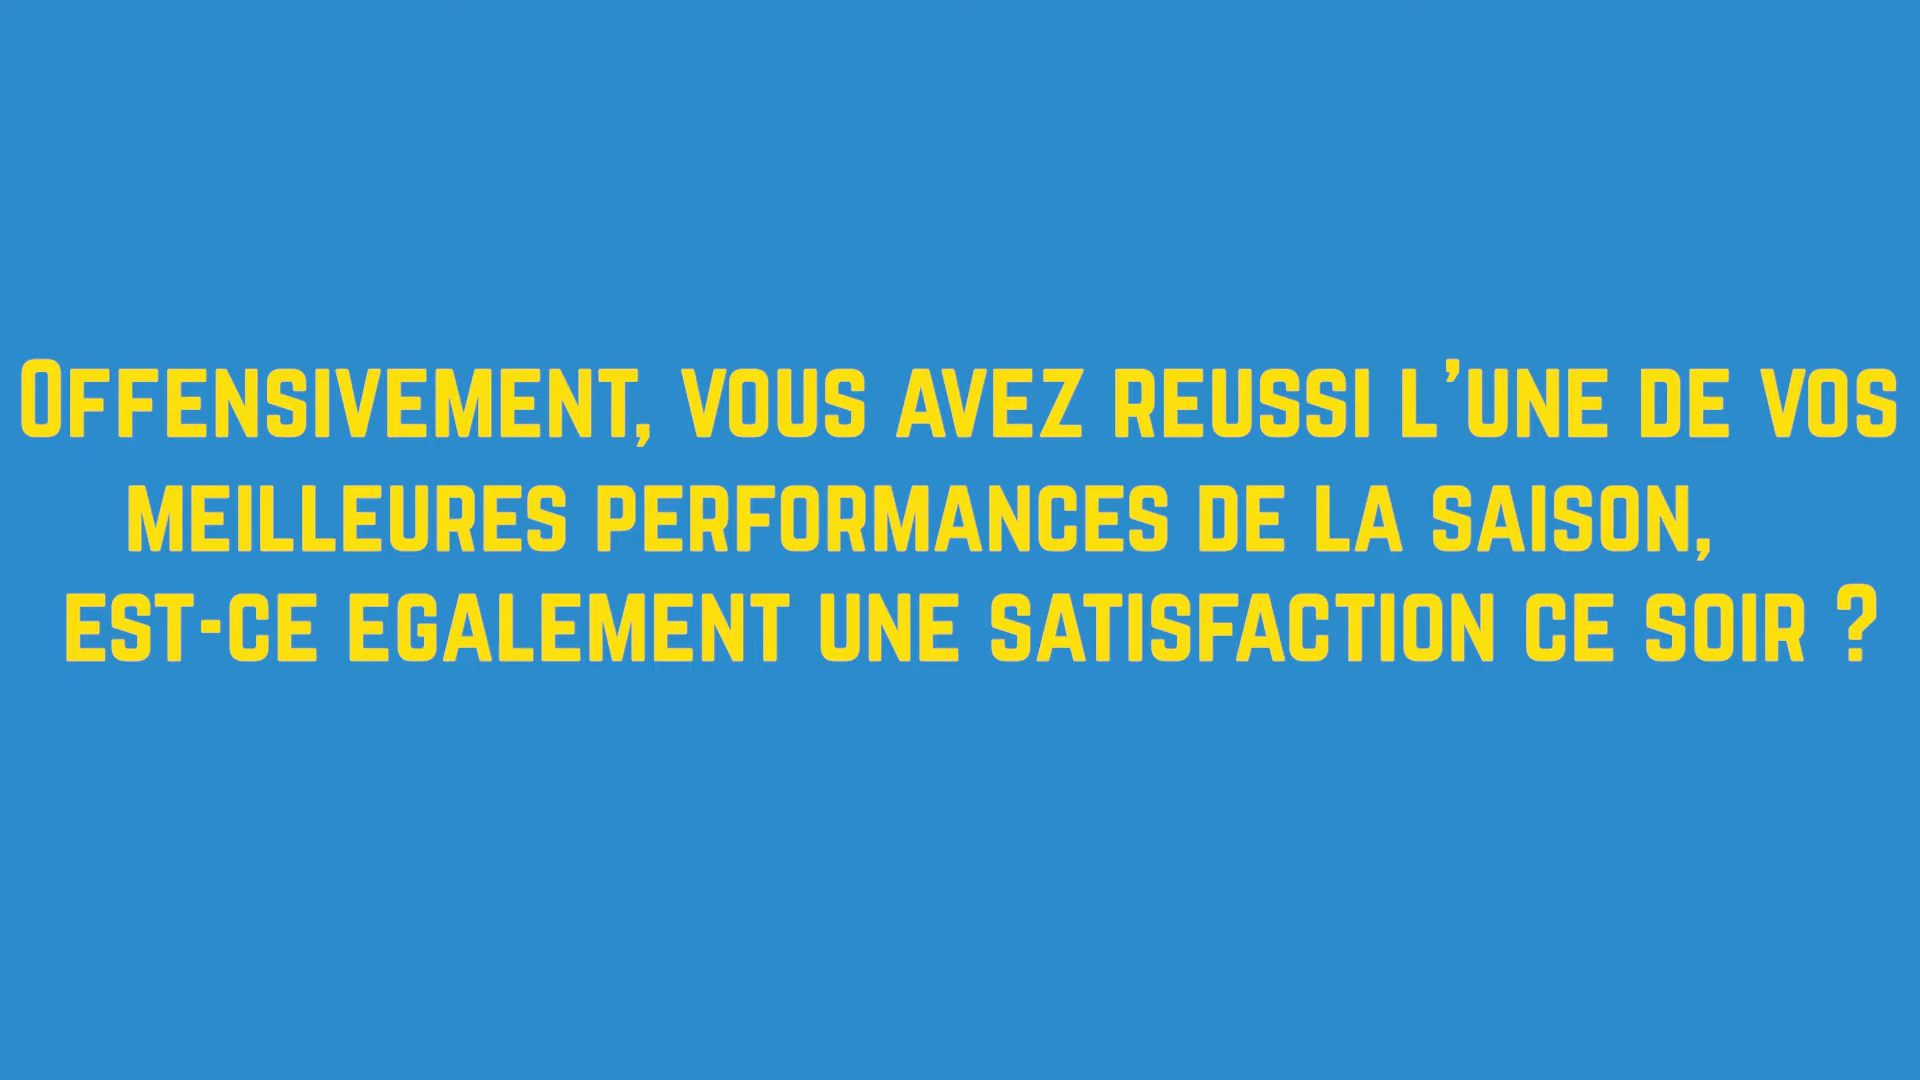 Offensivement, vous avez reussi l'une de vos
meilleures performances de la saison,
est-ce egalement une satisfaction ce soir ?